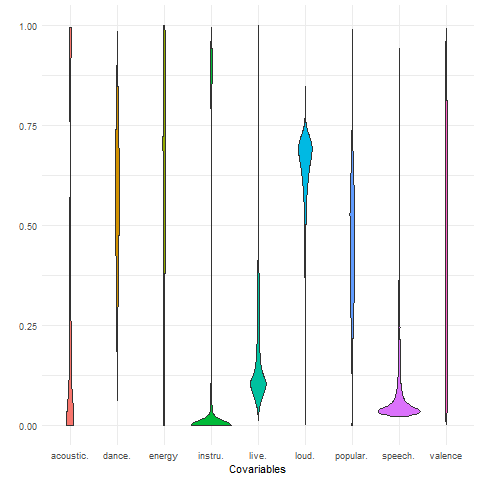 1.00
0.75
0.50
0.25
0.00
acoustic. dance. energy instru. live. loud. popular. speech. valence
Covariables